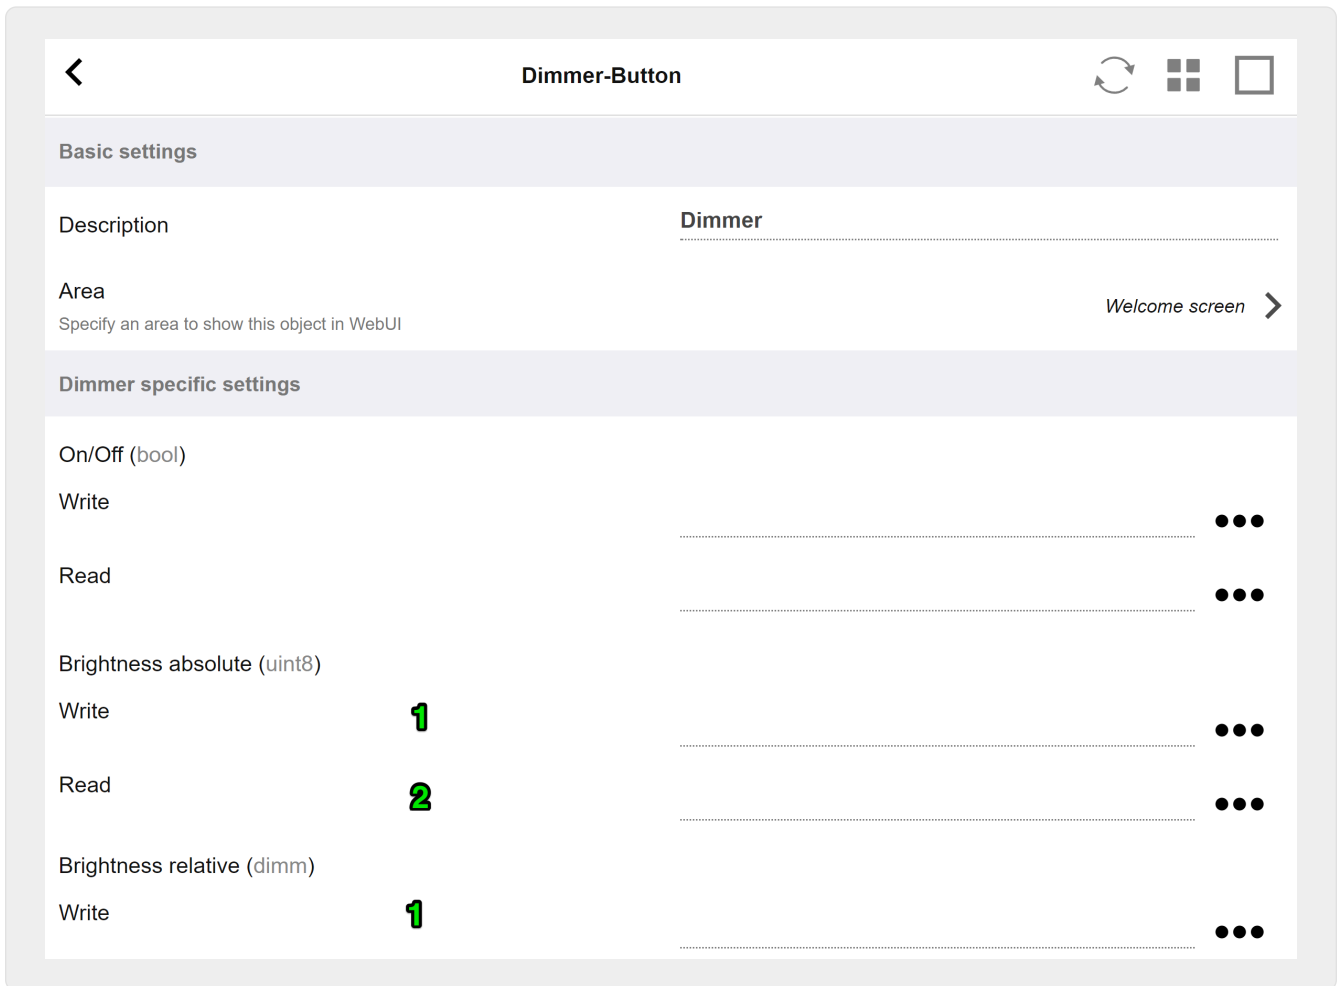 Dimmer-Button
Basic settings
Description
Dimmer
Area
Specify an area to show this object in WebUI
Welcome screen
Dimmer specific settings
On/Off (bool)
Write
Read
Brightness absolute (uint8)
Write 1
Read 2
Brightness relative (dimm)
Write 1